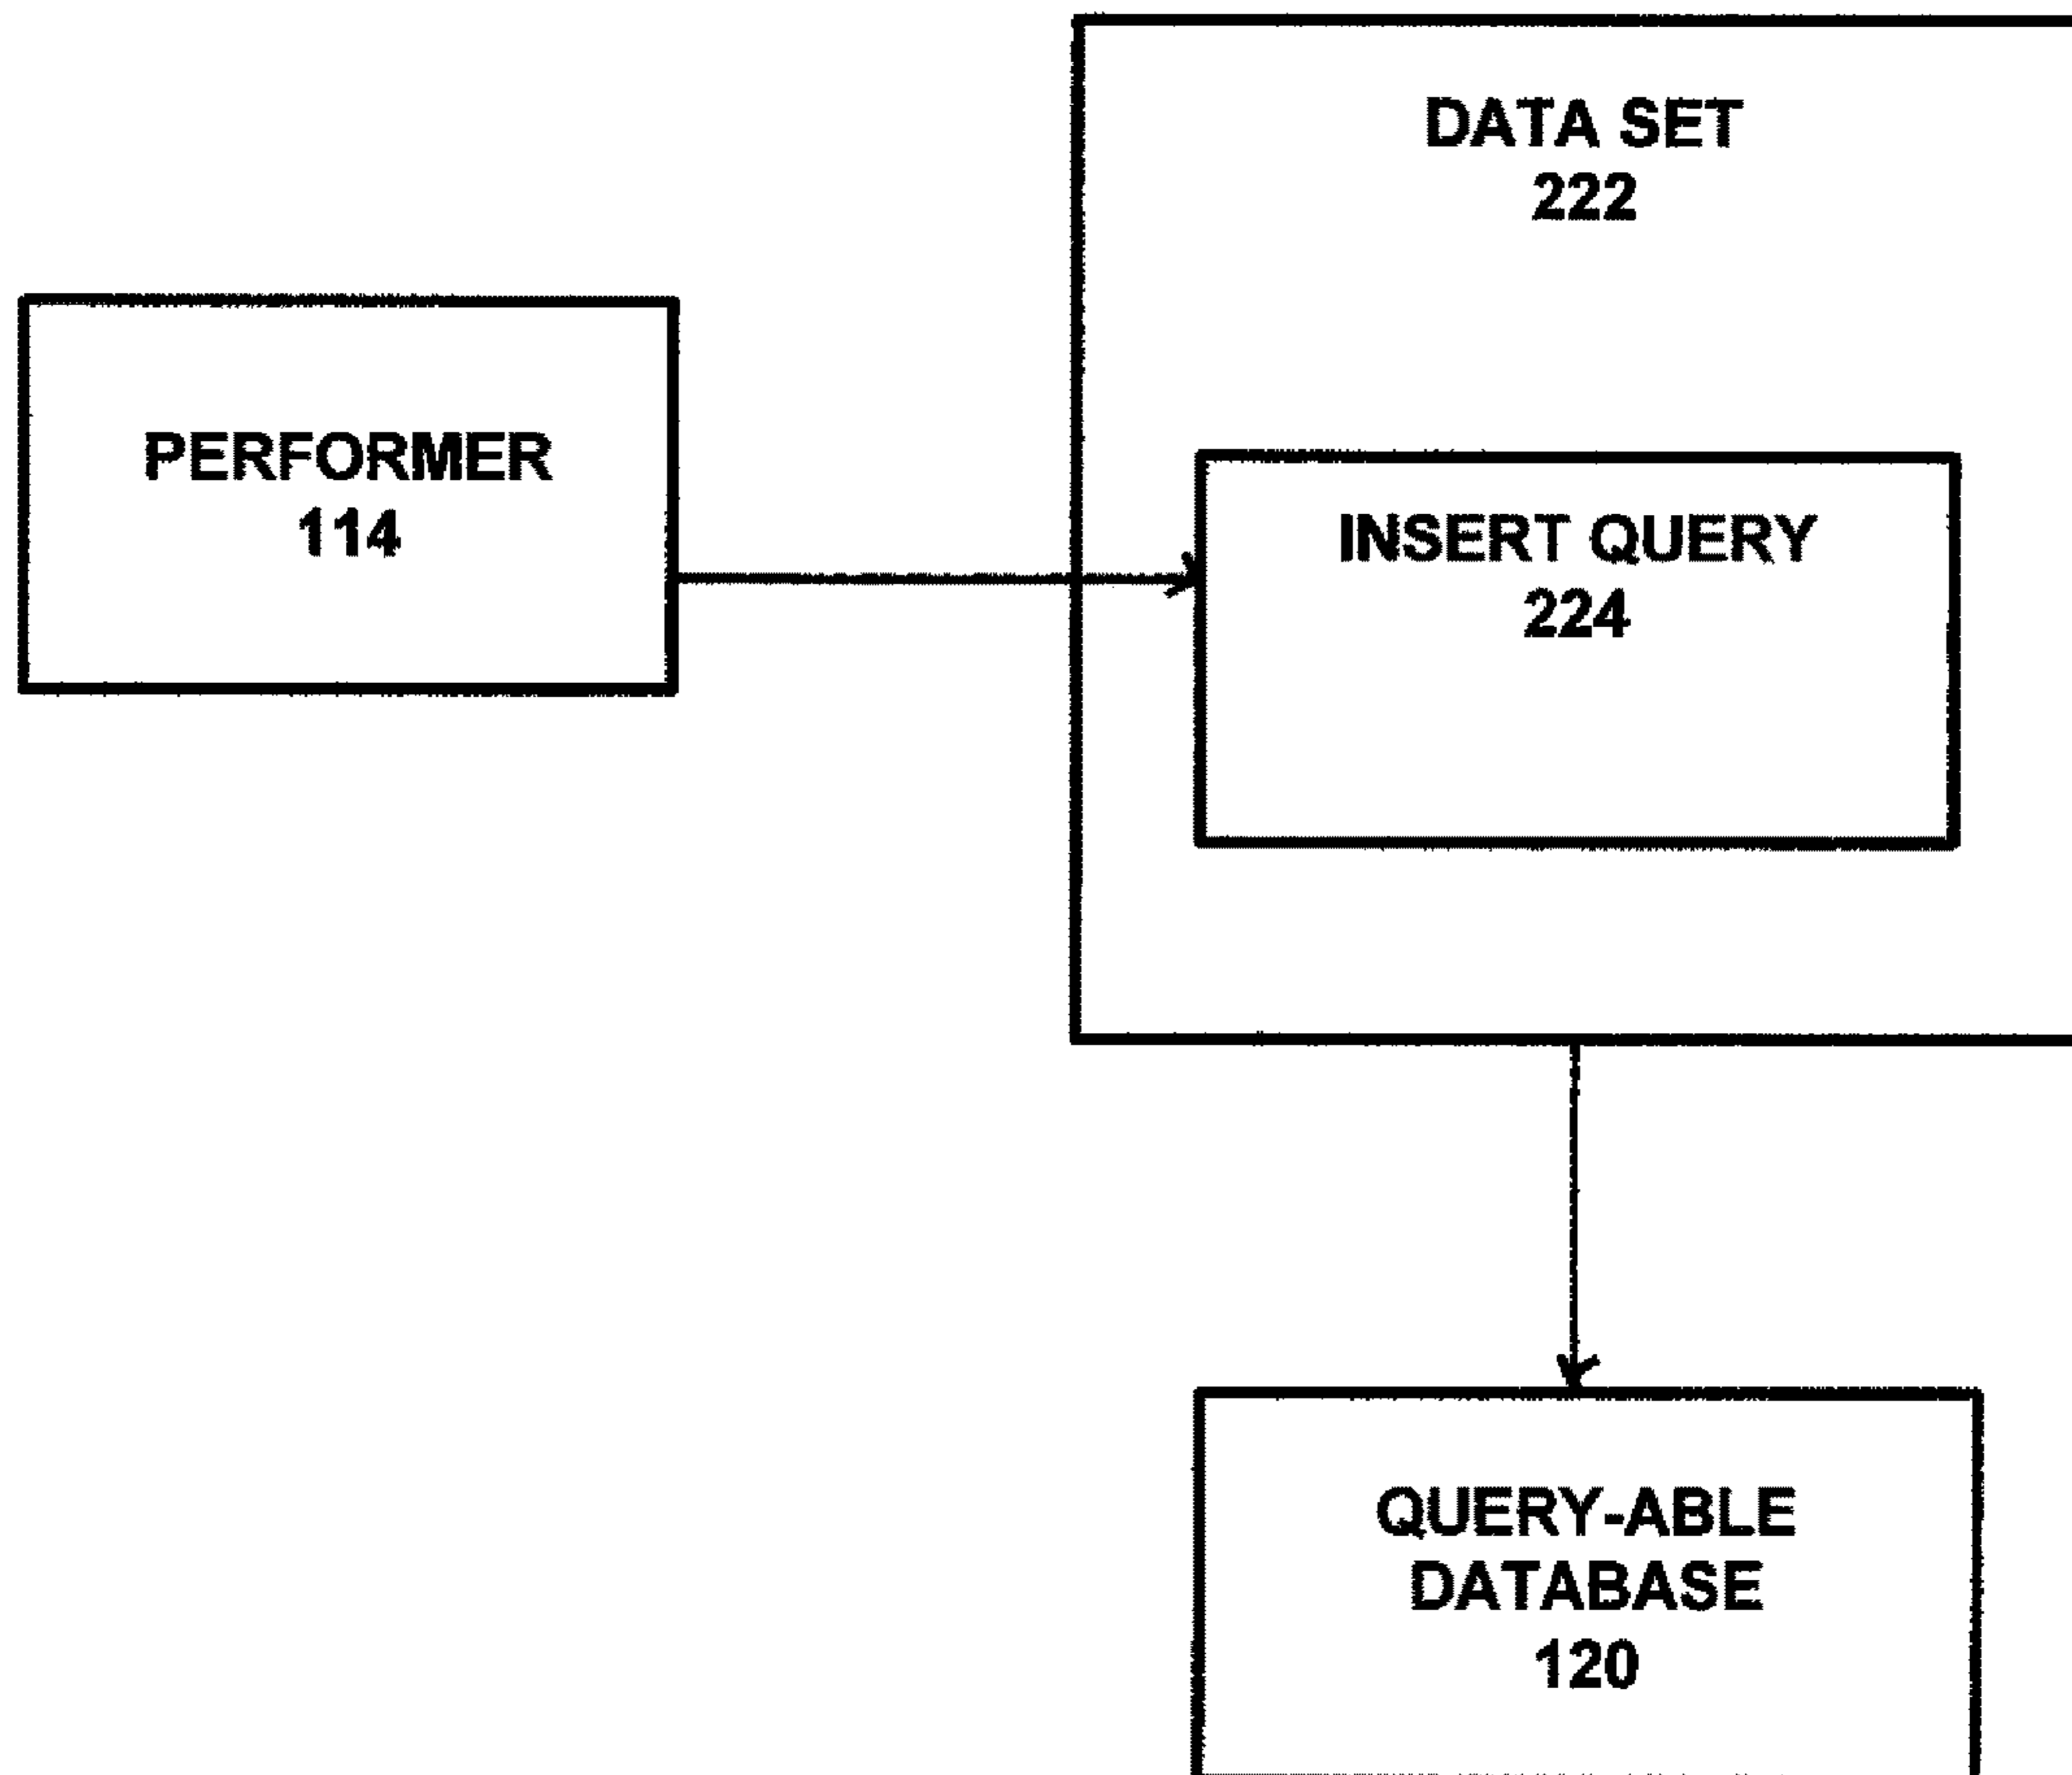 DATA SET
222
PERFORMER
114
INSERT QUERY
224
QUERY-ABLE
DATABASE
120